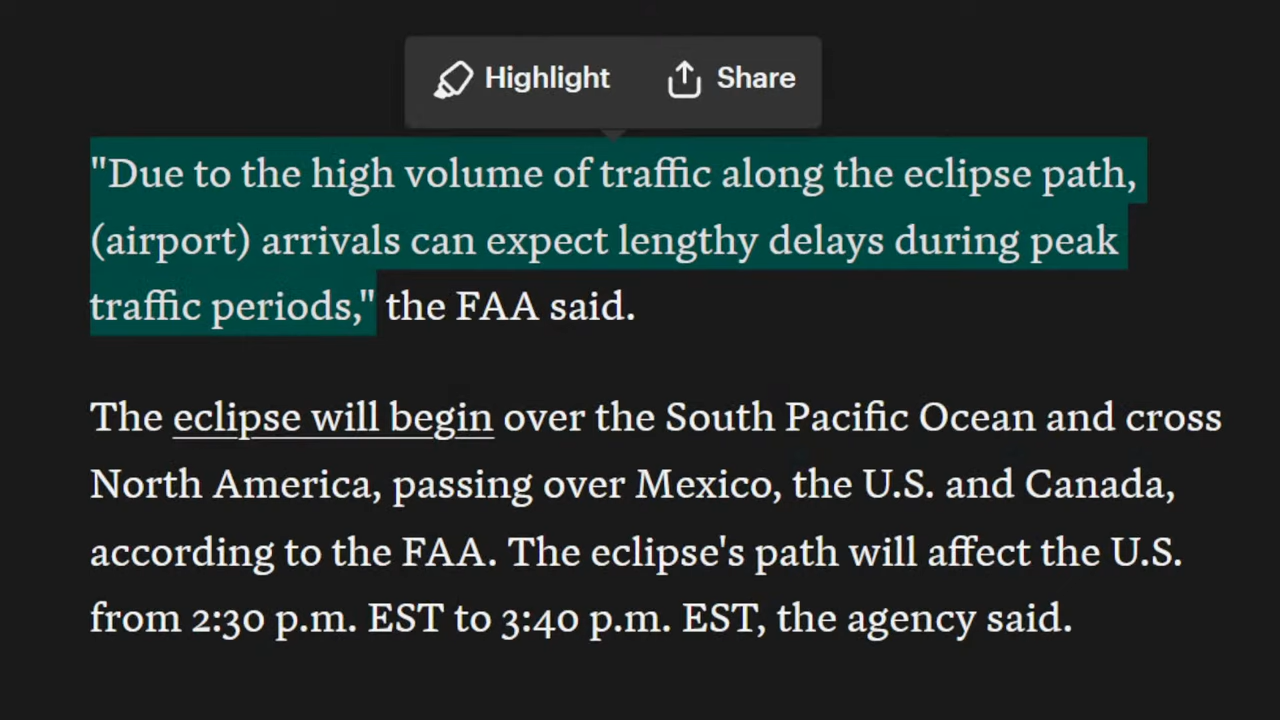 Highlight Share
"Due to the high volume of traffic along the eclipse path,
(airport) arrivals can expect lengthy delays during peak
traffic periods," the FAA said.
The eclipse will begin over the South Pacific Ocean and cross
North America, passing over Mexico, the U.S. and Canada,
according to the FAA. The eclipse's path will affect the U.S.
from 2:30 p.m. EST to 3:40 p.m. EST, the agency said.